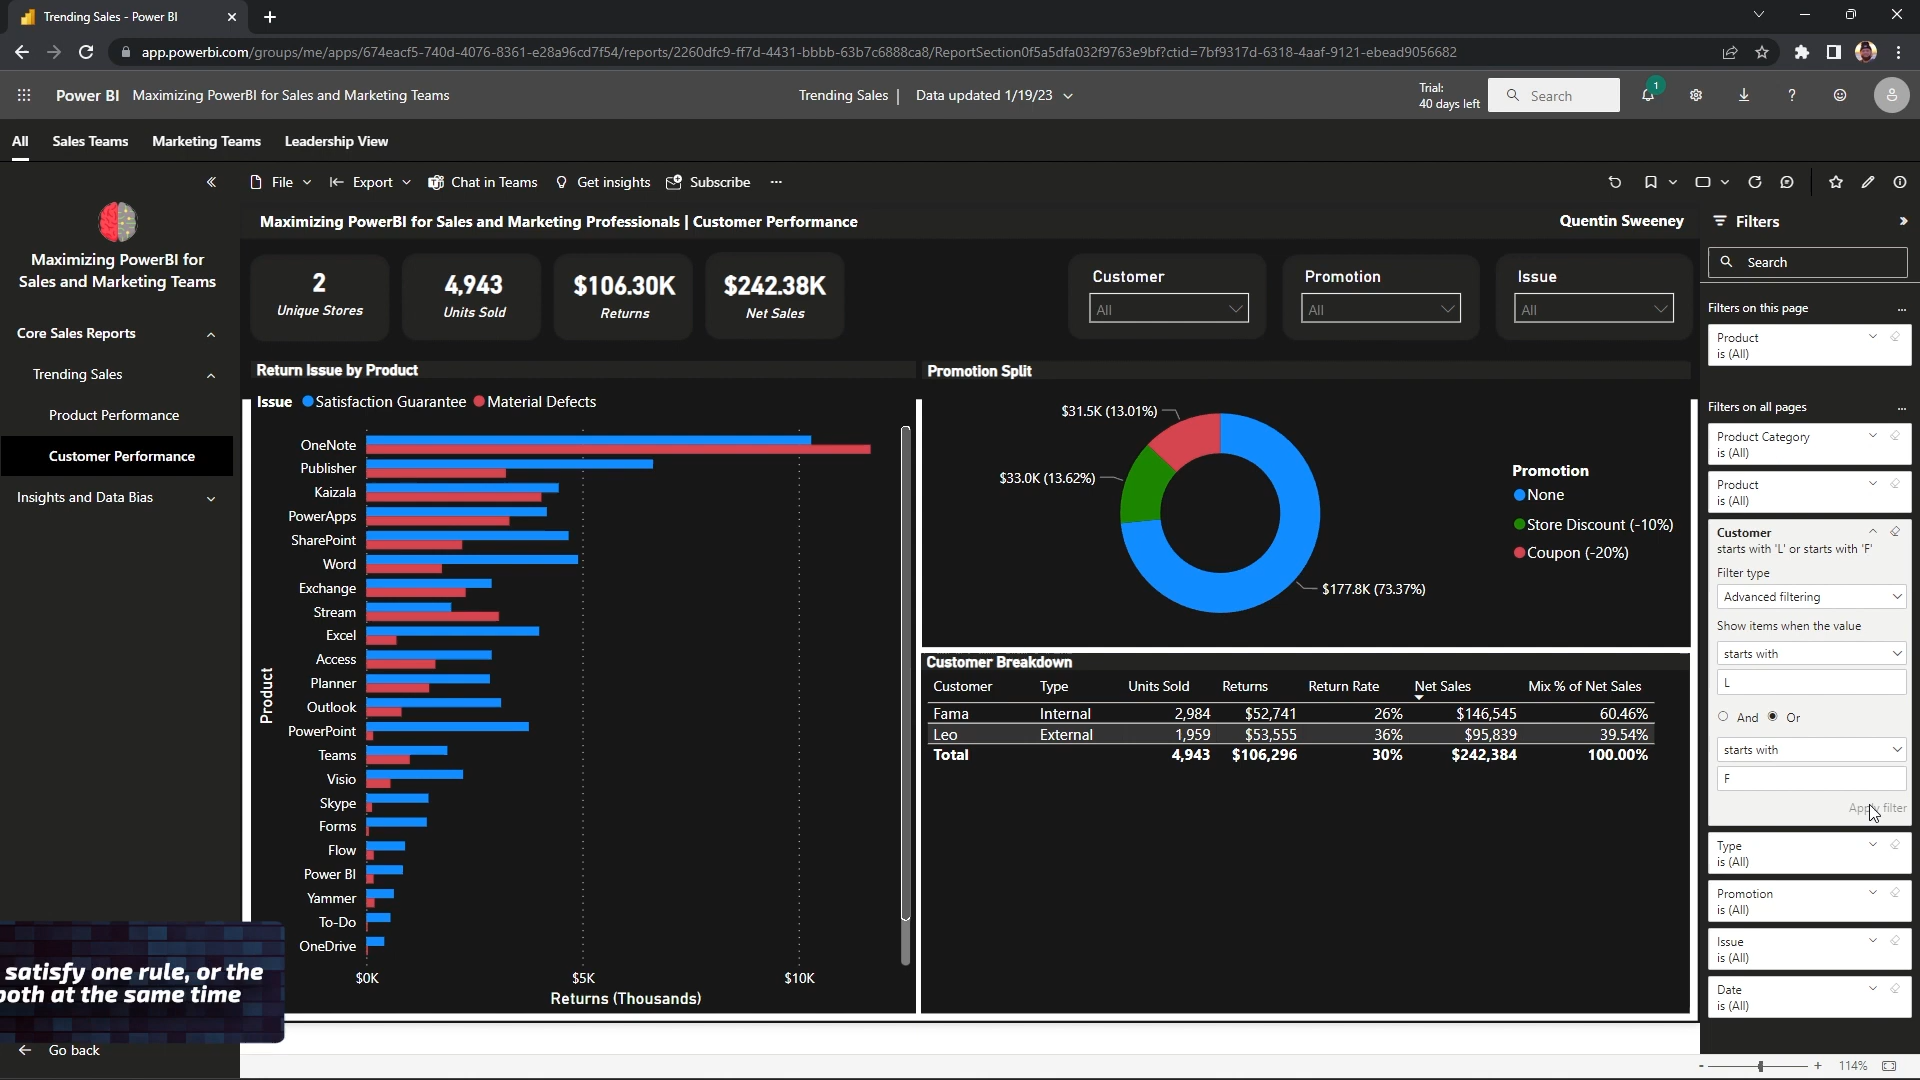 Trending Sales - Power BI
app.powerbi.com/groups/me/apps/674eacf5-740d-4076-8361-e28a96cd7f54/reports/2260dfc9-ff7d-4431-bbbb-63b7c6888ca8/ReportSection0f5a5dfa032f9763e9bf?ctid=7bf9317d-6318-4aaf-9121-ebead9056682
Power BI Maximizing PowerBI for Sales and Marketing Teams
Trending Sales | Data updated 1/19/23
Trial:
40 days left
Search
1
All Sales Teams Marketing Teams Leadership View
File Export Chat in Teams Get insights Subscribe ...
Maximizing PowerBI for
Sales and Marketing Teams
Core Sales Reports
Trending Sales
Product Performance
Customer Performance
Insights and Data Bias
Go back
Maximizing PowerBI for Sales and Marketing Professionals | Customer Performance
Quentin Sweeney
2
Unique Stores
4,943
Units Sold
$106.30K
Returns
$242.38K
Net Sales
Customer
All
Promotion
All
Issue
All
Return Issue by Product
Issue Satisfaction Guarantee Material Defects
Product
OneNote
Publisher
Kaizala
PowerApps
SharePoint
Word
Exchange
Stream
Excel
Access
Planner
Outlook
PowerPoint
Teams
Visio
Skype
Forms
Flow
Power BI
Yammer
To-Do
OneDrive
$0K $5K $10K
Returns (Thousands)
Promotion Split
$31.5K (13.01%)
$33.0K (13.62%)
$177.8K (73.37%)
Promotion
None
Store Discount (-10%)
Coupon (-20%)
Customer Breakdown
Customer Type Units Sold Returns Return Rate Net Sales Mix % of Net Sales
Fama Internal 2,984 $52,741 26% $146,545 60.46%
Leo External 1,959 $53,555 36% $95,839 39.54%
Total 4,943 $106,296 30% $242,384 100.00%
Filters
Search
Filters on this page ...
Product
is (All)
Filters on all pages ...
Product Category
is (All)
Product
is (All)
Customer
starts with 'L' or starts with 'F'
Filter type
Advanced filtering
Show items when the value
starts with
L
And Or
starts with
F
Apply filter
Type
is (All)
Promotion
is (All)
Issue
is (All)
Date
is (All)
satisfy one rule, or the
both at the same time
- + 114%